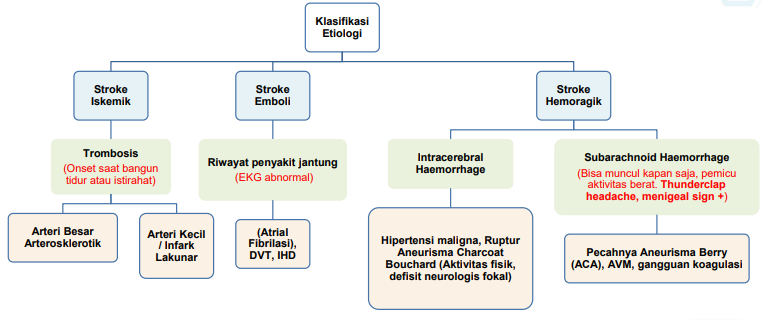 Klasifikasi
Etiologi
Stroke
Iskemik
Stroke
Emboli
Stroke
Hemoragik
Trombosis
(Onset saat bangun
tidur atau istirahat)
Riwayat penyakit jantung
(EKG abnormal)
Intracerebral
Haemorrhage
Subarachnoid Haemorrhage
(Bisa muncul kapan saja, pemicu
aktivitas berat. Thunderclap
headache, menigeal sign +)
Arteri Besar
Arterosklerotik
Arteri Kecil
/ Infark
Lakunar
(Atrial
Fibrilasi),
DVT, IHD
Hipertensi maligna, Ruptur
Aneurisma Charcoat
Bouchard (Aktivitas fisik,
defisit neurologis fokal)
Pecahnya Aneurisma Berry
(ACA), AVM, gangguan koagulasi